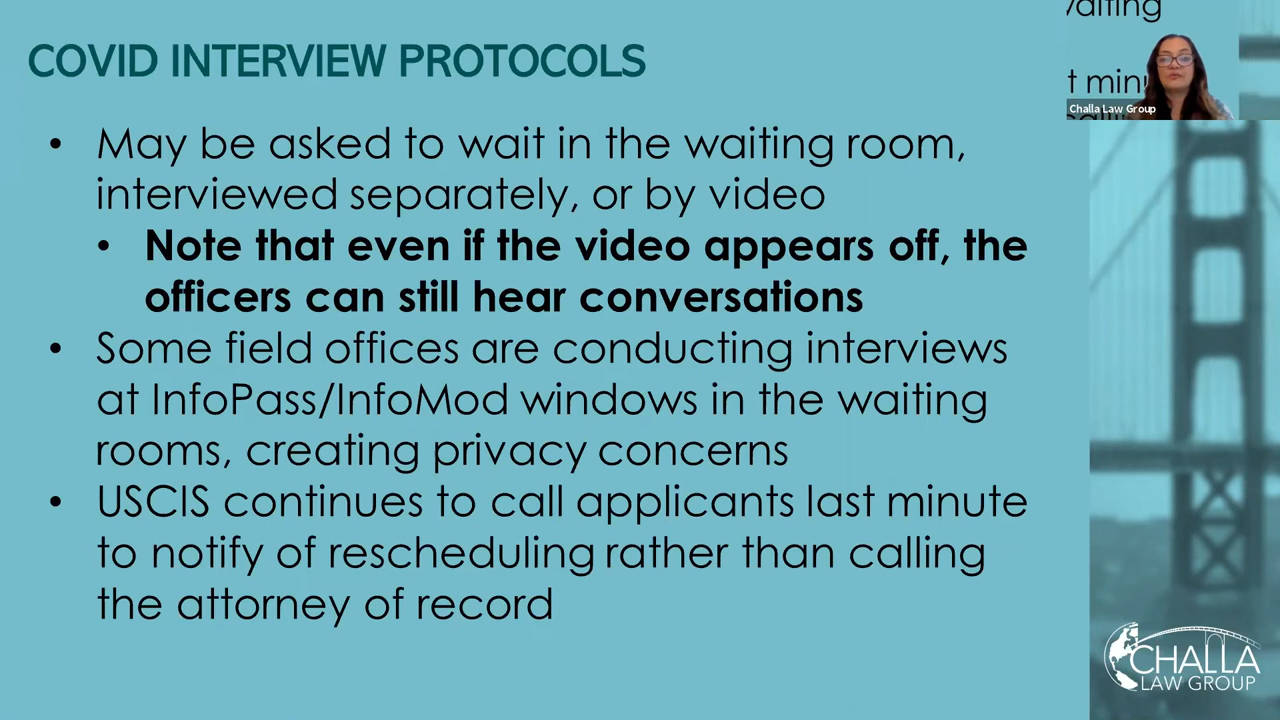 COVID INTERVIEW PROTOCOLS
• May be asked to wait in the waiting room,
interviewed separately, or by video
• Note that even if the video appears off, the
officers can still hear conversations
• Some field offices are conducting interviews
at InfoPass/InfoMod windows in the waiting
rooms, creating privacy concerns
• USCIS continues to call applicants last minute
to notify of rescheduling rather than calling
the attorney of record
Challa Law Group
CHALLA
LAW GROUP